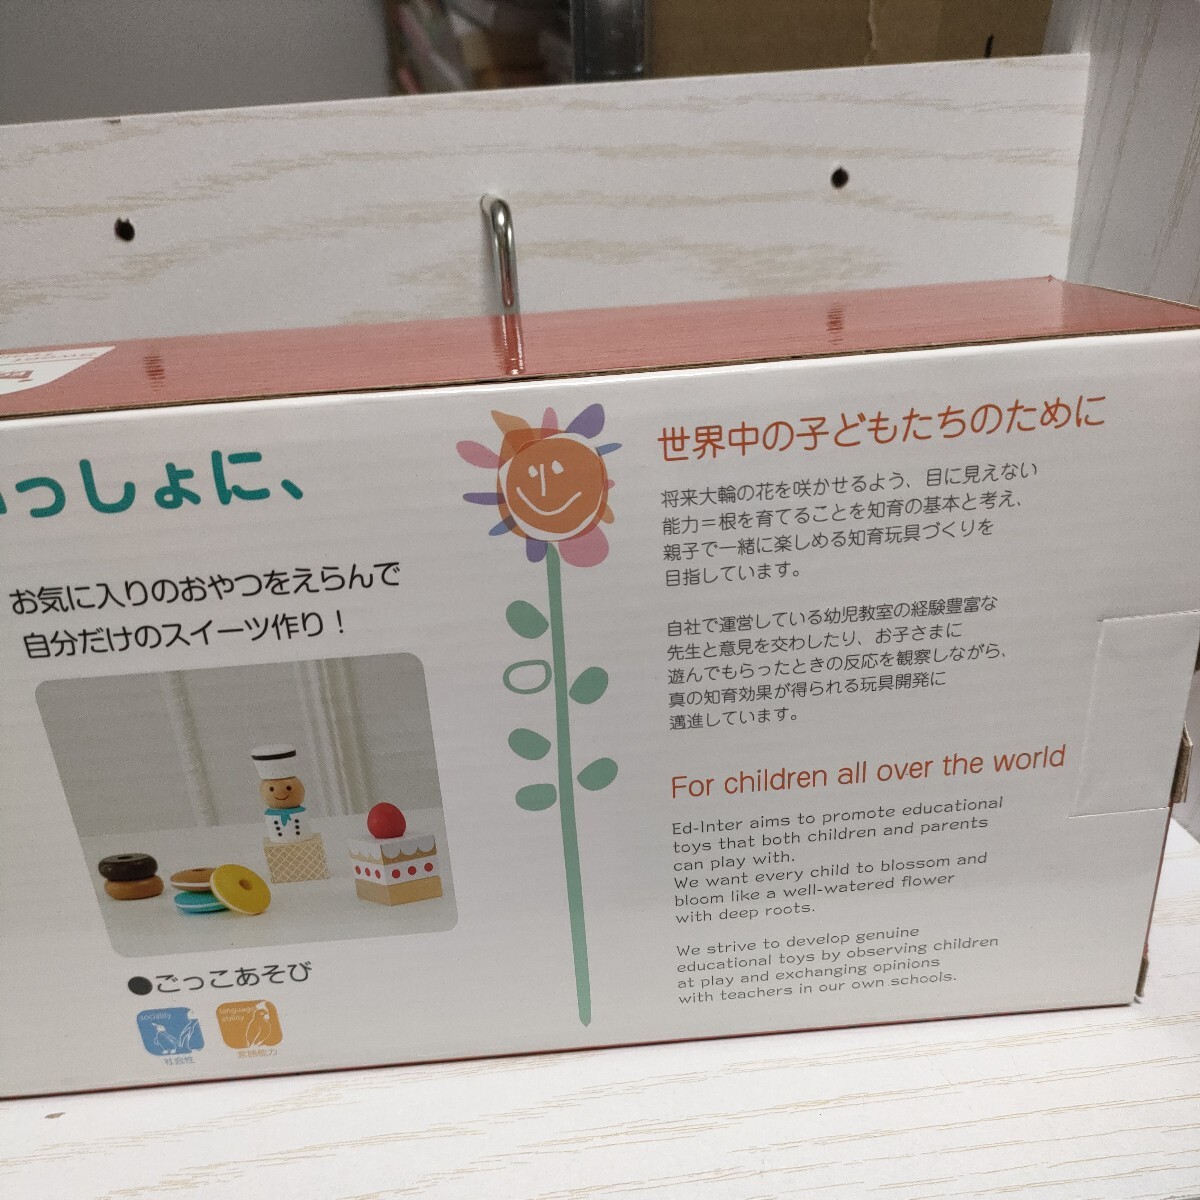 っしょに、
お気に入りのおやつをえらんで
自分だけのスイーツ作り！
●ごっこあそび
sociality
社会性
language ability
言語能力
世界中の子どもたちのために
将来大輪の花を咲かせるよう、目に見えない
能力＝根を育てることを知育の基本と考え、
親子で一緒に楽しめる知育玩具づくりを
目指しています。
自社で運営している幼児教室の経験豊富な
先生と意見を交わしたり、お子さまに
遊んでもらったときの反応を観察しながら、
真の知育効果が得られる玩具開発に
邁進しています。
For children all over the world
Ed-Inter aims to promote educational
toys that both children and parents
can play with.
We want every child to blossom and
bloom like a well-watered flower
with deep roots.
We strive to develop genuine
educational toys by observing children
at play and exchanging opinions
with teachers in our own schools.